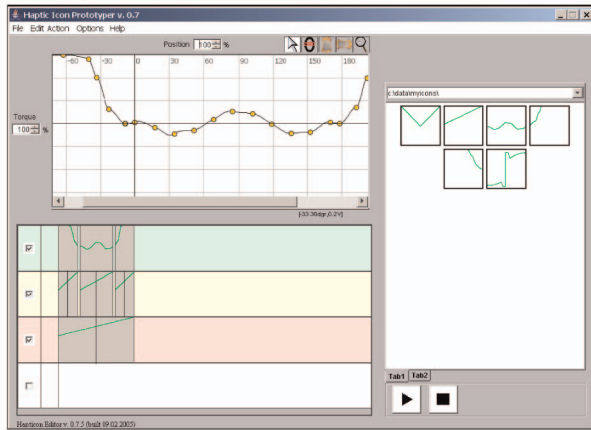 Haptic Icon Prototyper v. 0.7
File Edit Action Options Help
Position 100 %
-60 -30 0 30 60 90 120 150 180
Torque
100 %
c:\data\myicons\
[-33.36dgr,0.2V]
Tab1 Tab2
Hapticon Editor v. 0.7.5 (built 09.02.2005)